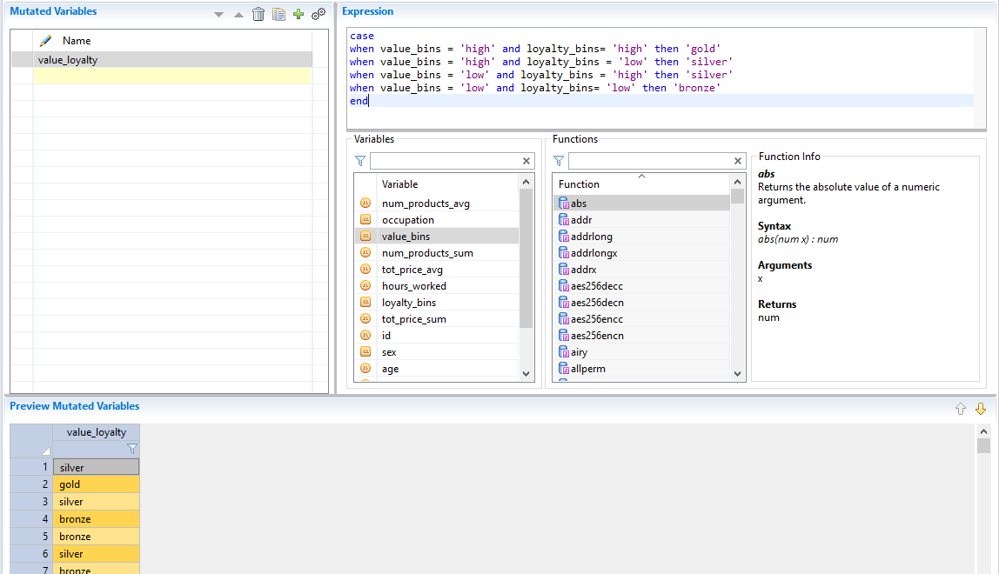 Mutated Variables
Name
value_loyalty
Expression
case
when value_bins = 'high' and loyalty_bins= 'high' then 'gold'
when value_bins = 'high' and loyalty_bins = 'low' then 'silver'
when value_bins = 'low' and loyalty_bins = 'high' then 'silver'
when value_bins = 'low' and loyalty_bins= 'low' then 'bronze'
end
Variables
Variable
num_products_avg
occupation
value_bins
num_products_sum
tot_price_avg
hours_worked
loyalty_bins
tot_price_sum
id
sex
age
Functions
Function
abs
addr
addrlong
addrlongx
addrx
aes256decc
aes256decn
aes256encc
aes256encn
airy
allperm
Function Info
abs
Returns the absolute value of a numeric
argument.
Syntax
abs(num x) : num
Arguments
x
Returns
num
Preview Mutated Variables
value_loyalty
1 silver
2 gold
3 silver
4 bronze
5 bronze
6 silver
7 bronze